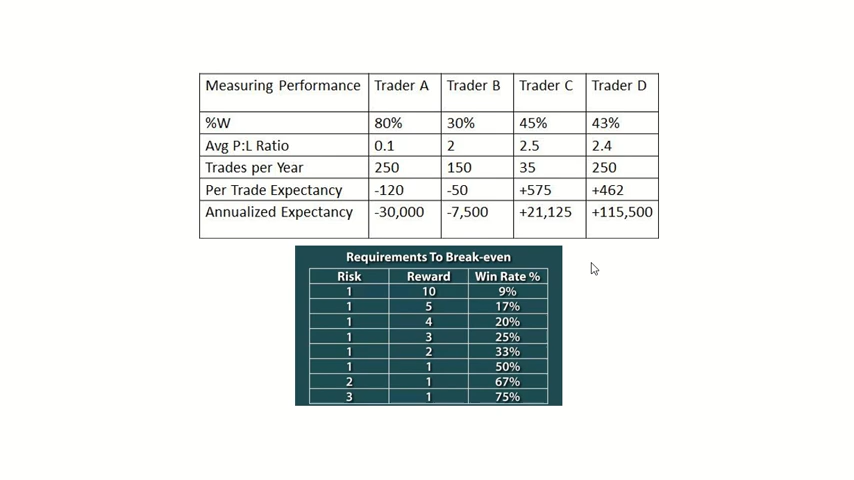 Measuring Performance Trader A Trader B Trader C Trader D
%W 80% 30% 45% 43%
Avg P:L Ratio 0.1 2 2.5 2.4
Trades per Year 250 150 35 250
Per Trade Expectancy -120 -50 +575 +462
Annualized Expectancy -30,000 -7,500 +21,125 +115,500
Requirements To Break-even
Risk Reward Win Rate %
1 10 9%
1 5 17%
1 4 20%
1 3 25%
1 2 33%
1 1 50%
2 1 67%
3 1 75%